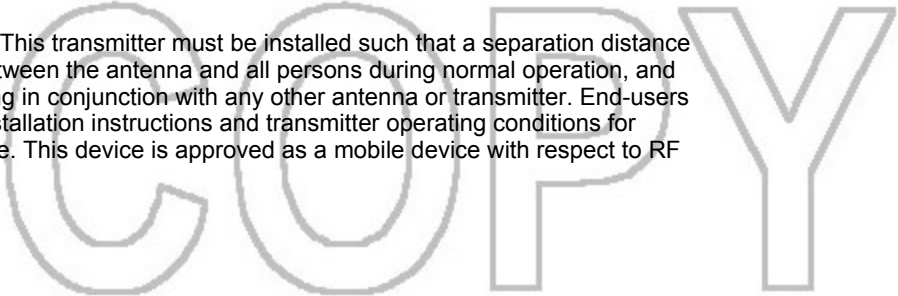 COPY
This transmitter must be installed such that a separation distance
between the antenna and all persons during normal operation, and
in conjunction with any other antenna or transmitter. End-users
installation instructions and transmitter operating conditions for
This device is approved as a mobile device with respect to RF